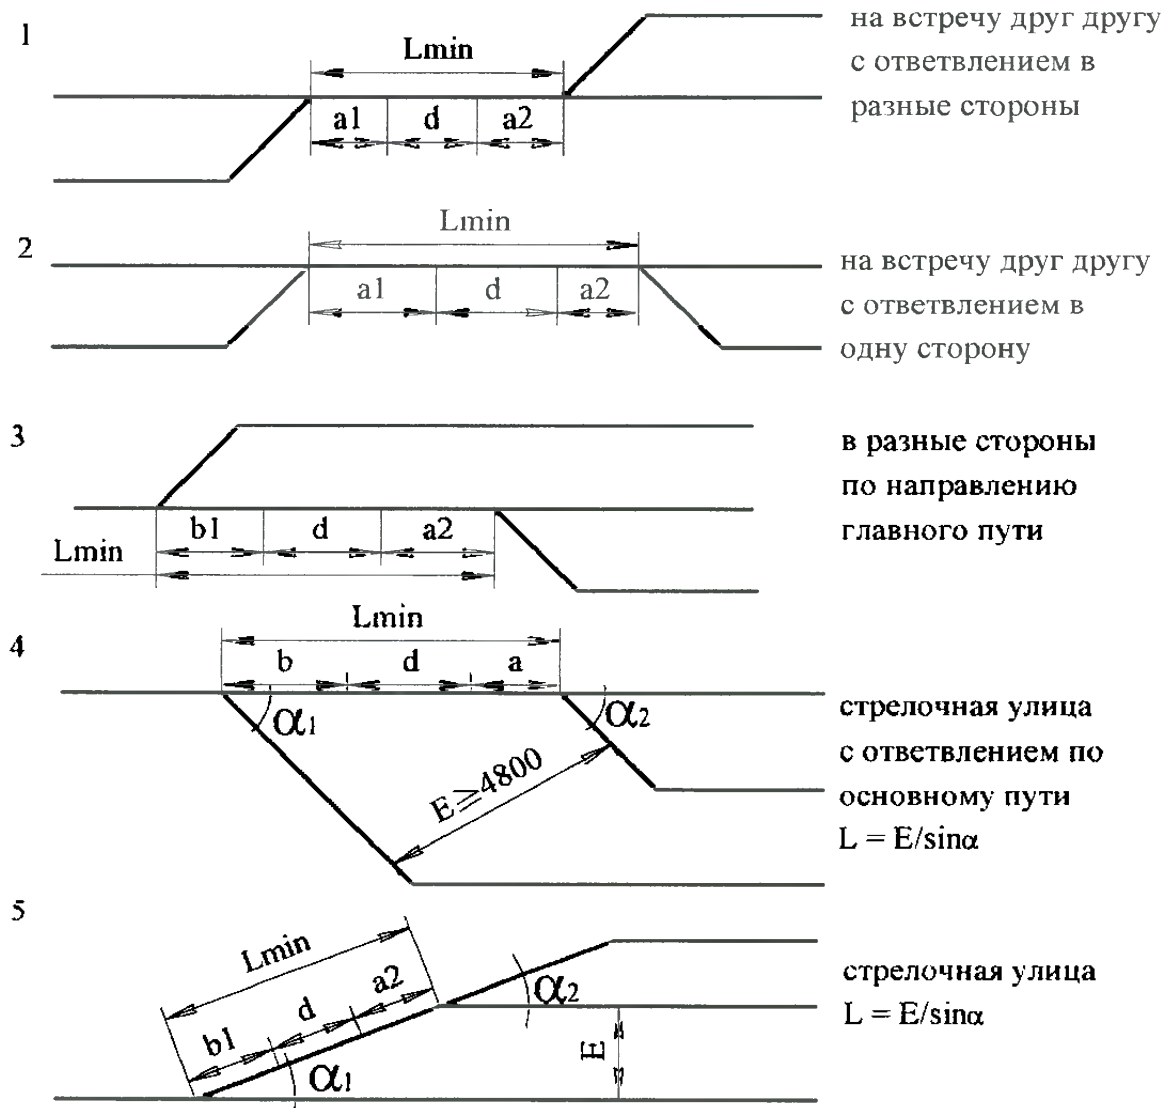 1
Lmin
a1 d a2
на встречу друг другу
с ответвлением в
разные стороны
2
Lmin
a1 d a2
на встречу друг другу
с ответвлением в
одну сторону
3
b1 d a2
Lmin
в разные стороны
по направлению
главного пути
4
Lmin
b d a
α1 α2
E≥4800
стрелочная улица
с ответвлением по
основному пути
L = E/sinα
5
Lmin
b1 d a2
α1 α2
E
стрелочная улица
L = E/sinα